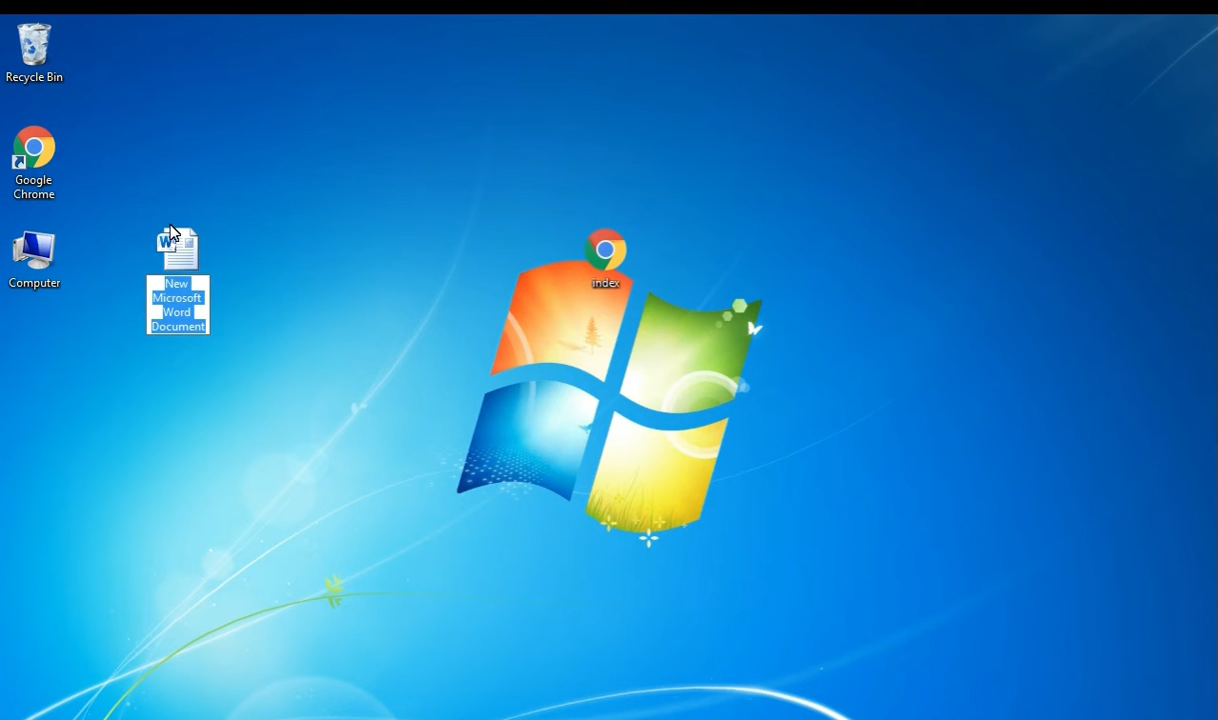 Recycle Bin
Google
Chrome
Computer
W
New
Microsoft
Word
Document
index